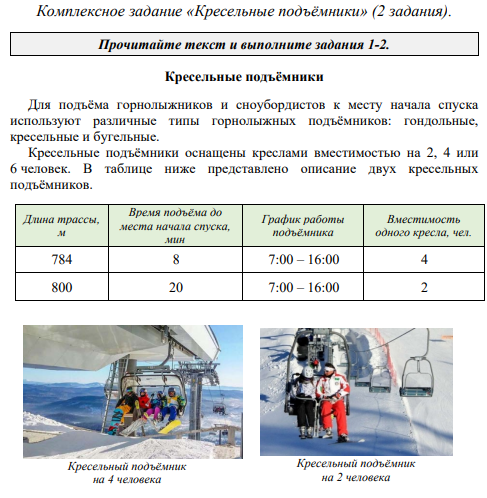 Комплексное задание «Кресельные подъёмники» (2 задания).
Прочитайте текст и выполните задания 1-2.
Кресельные подъёмники
Для подъёма горнолыжников и сноубордистов к месту начала спуска
используют различные типы горнолыжных подъёмников: гондольные,
кресельные и бугельные.
Кресельные подъёмники оснащены креслами вместимостью на 2, 4 или
6 человек. В таблице ниже представлено описание двух кресельных
подъёмников.
Длина трассы, м
Время подъёма до места начала спуска, мин
График работы подъёмника
Вместимость одного кресла, чел.
784 8 7:00 – 16:00 4
800 20 7:00 – 16:00 2
Кресельный подъёмник
на 4 человека
Кресельный подъёмник
на 2 человека